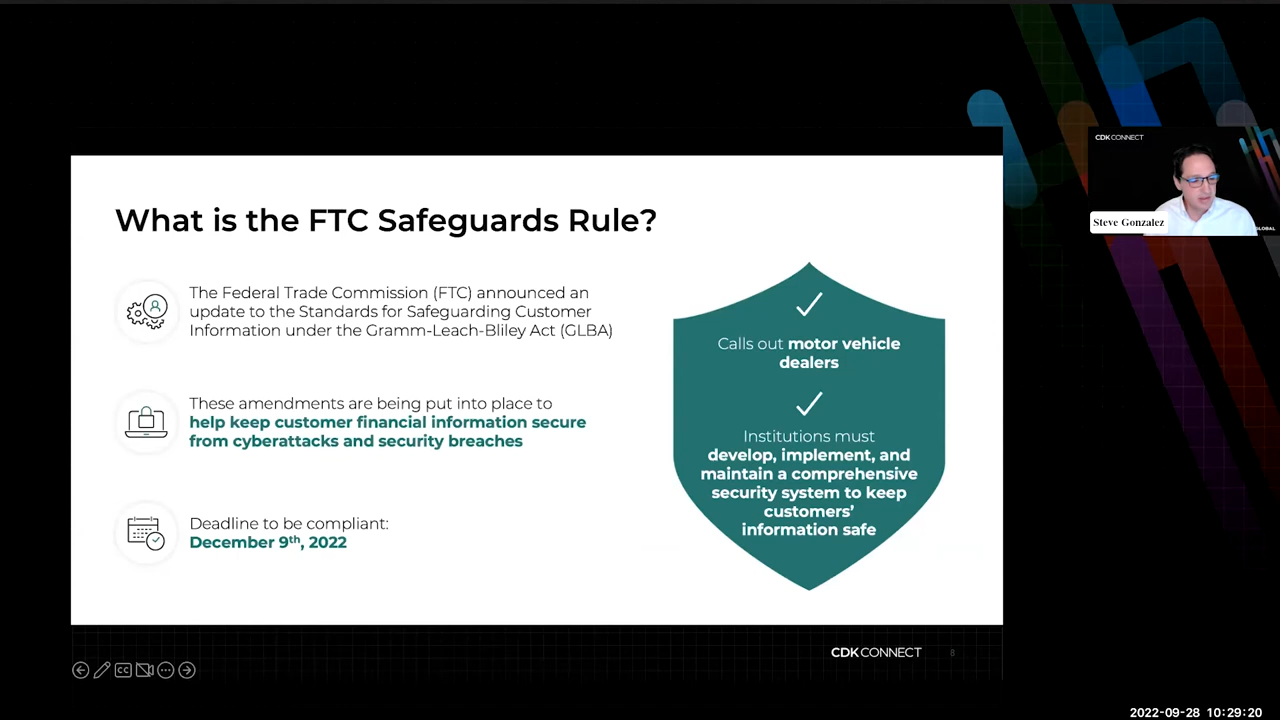 What is the FTC Safeguards Rule?
The Federal Trade Commission (FTC) announced an
update to the Standards for Safeguarding Customer
Information under the Gramm-Leach-Bliley Act (GLBA)
These amendments are being put into place to
help keep customer financial information secure
from cyberattacks and security breaches
Deadline to be compliant:
December 9th, 2022
Calls out motor vehicle
dealers
Institutions must
develop, implement, and
maintain a comprehensive
security system to keep
customers’
information safe
CDK CONNECT
8
CC
CDK CONNECT
Steve Gonzalez
GLOBAL
2022-09-28 10:29:20